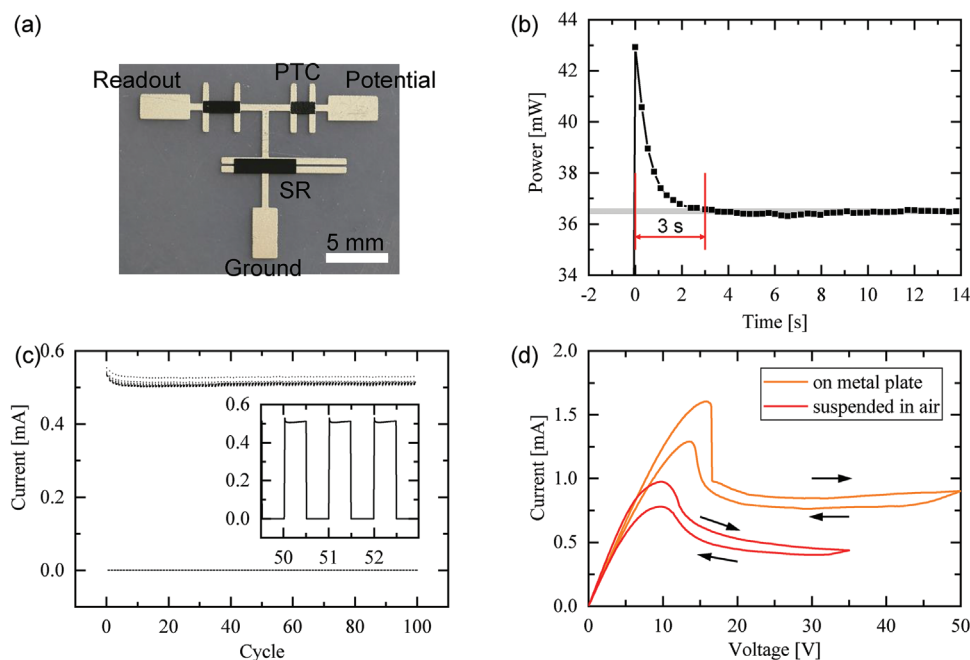 (a)
Readout
PTC
Potential
SR
Ground
5 mm
(b)
Power [mW]
44
42
40
38
36
34
3 s
-2 0 2 4 6 8 10 12 14
Time [s]
(c)
Current [mA]
0.6
0.4
0.2
0.0
0.6
0.4
0.2
0.0
50 51 52
0 20 40 60 80 100
Cycle
(d)
Current [mA]
2.0
1.5
1.0
0.5
0.0
on metal plate
suspended in air
0 10 20 30 40 50
Voltage [V]